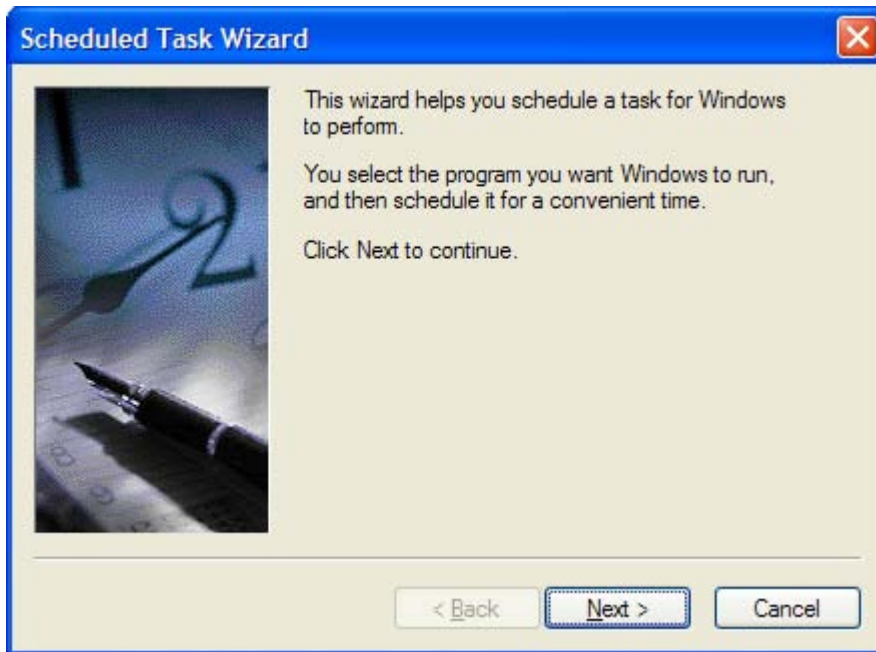 Scheduled Task Wizard
This wizard helps you schedule a task for Windows
to perform.
You select the program you want Windows to run,
and then schedule it for a convenient time.
Click Next to continue.
2
< Back
Next >
Cancel